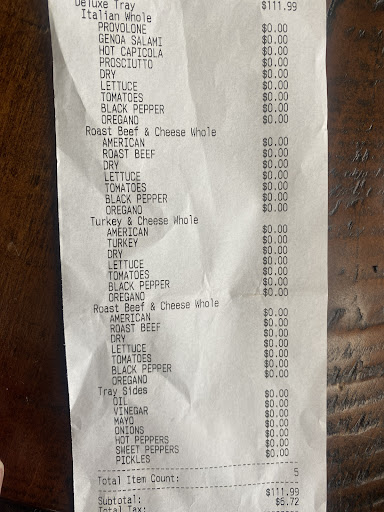 Deluxe Tray $111.99
Italian Whole
PROVOLONE $0.00
GENOA SALAMI $0.00
HOT CAPICOLA $0.00
PROSCIUTTO $0.00
DRY $0.00
LETTUCE $0.00
TOMATOES $0.00
BLACK PEPPER $0.00
OREGANO $0.00
Roast Beef & Cheese Whole
AMERICAN $0.00
ROAST BEEF $0.00
DRY $0.00
LETTUCE $0.00
TOMATOES $0.00
BLACK PEPPER $0.00
OREGANO $0.00
Turkey & Cheese Whole
AMERICAN $0.00
TURKEY $0.00
DRY $0.00
LETTUCE $0.00
TOMATOES $0.00
BLACK PEPPER $0.00
OREGANO $0.00
Roast Beef & Cheese Whole
AMERICAN $0.00
ROAST BEEF $0.00
DRY $0.00
LETTUCE $0.00
TOMATOES $0.00
BLACK PEPPER $0.00
OREGANO $0.00
Tray Sides
OIL $0.00
VINEGAR $0.00
MAYO $0.00
ONIONS $0.00
HOT PEPPERS $0.00
SWEET PEPPERS $0.00
PICKLES $0.00
Total Item Count: 5
Subtotal: $111.99
Total Tax: $5.72